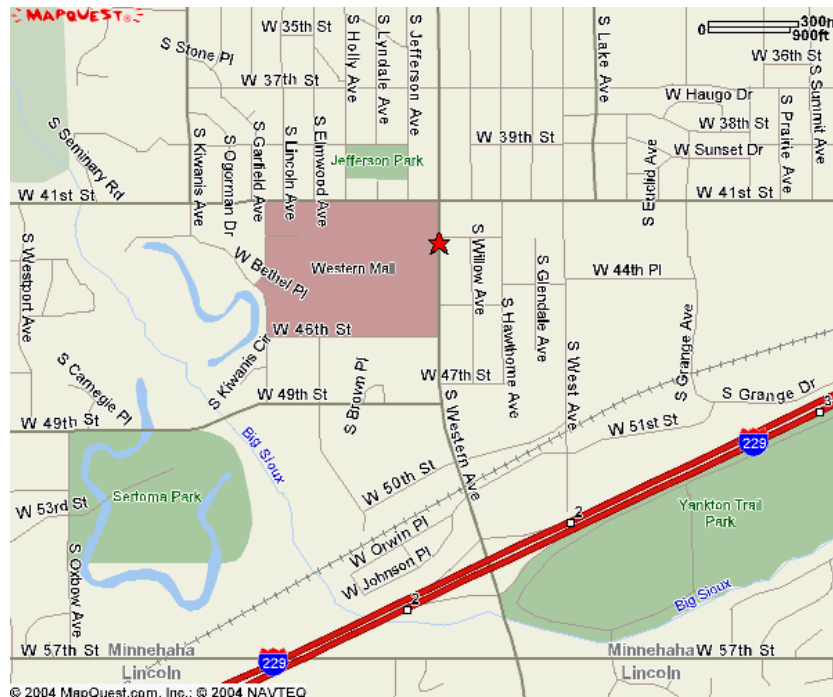 MAPQUEST
0 300m
900ft
W 35th St
S Stone Pl
W 37th St
S Holly Ave
S Lyndale Ave
S Jefferson Ave
S Lake Ave
W 36th St
S Summit Ave
W Haugo Dr
W 38th St
S Prairie Ave
W Sunset Dr
W 39th St
S Euclid Ave
S Seminary Rd
S Kiwanis Ave
S Ogorman Dr
S Garfield Ave
S Lincoln Ave
S Elmwood Ave
Jefferson Park
W 41st St
W 41st St
S Westport Ave
W Bethel Pl
Western Mall
S Willow Ave
S Hawthorne Ave
S Glendale Ave
W 44th Pl
S West Ave
S Grange Ave
W 46th St
S Kiwanis Cir
W 47th St
S Carnegie Pl
W 49th St
S Brown Pl
S Western Ave
S Grange Dr
W 49th St
W 51st St
3
229
Big Sioux
W 50th St
Sertoma Park
W 53rd St
Yankton Trail
Park
2
W Orwin Pl
W Johnson Pl
S Oxbow Ave
2
Big Sioux
W 57th St
Minnehaha
Lincoln
229
Minnehaha
Lincoln
W 57th St
© 2004 MapQuest.com, Inc.; © 2004 NAVTEQ